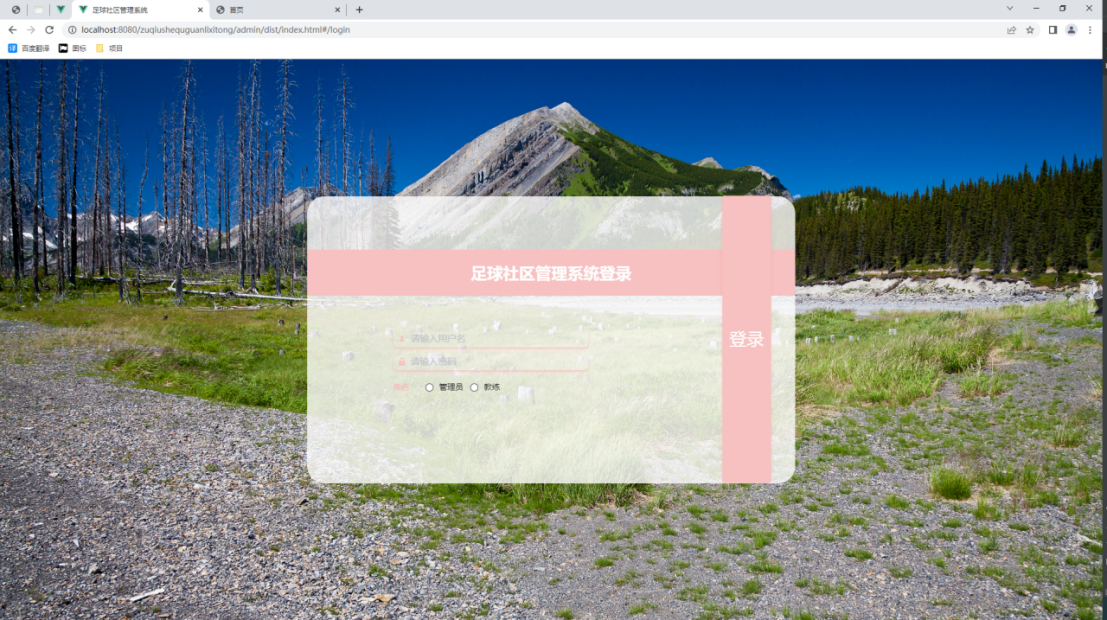 足球社区管理系统
首页
localhost:8080/zuqiushequguanlixitong/admin/dist/index.html#/login
百度翻译
图标
项目
足球社区管理系统登录
登录
请输入用户名
请输入密码
管理员
教练